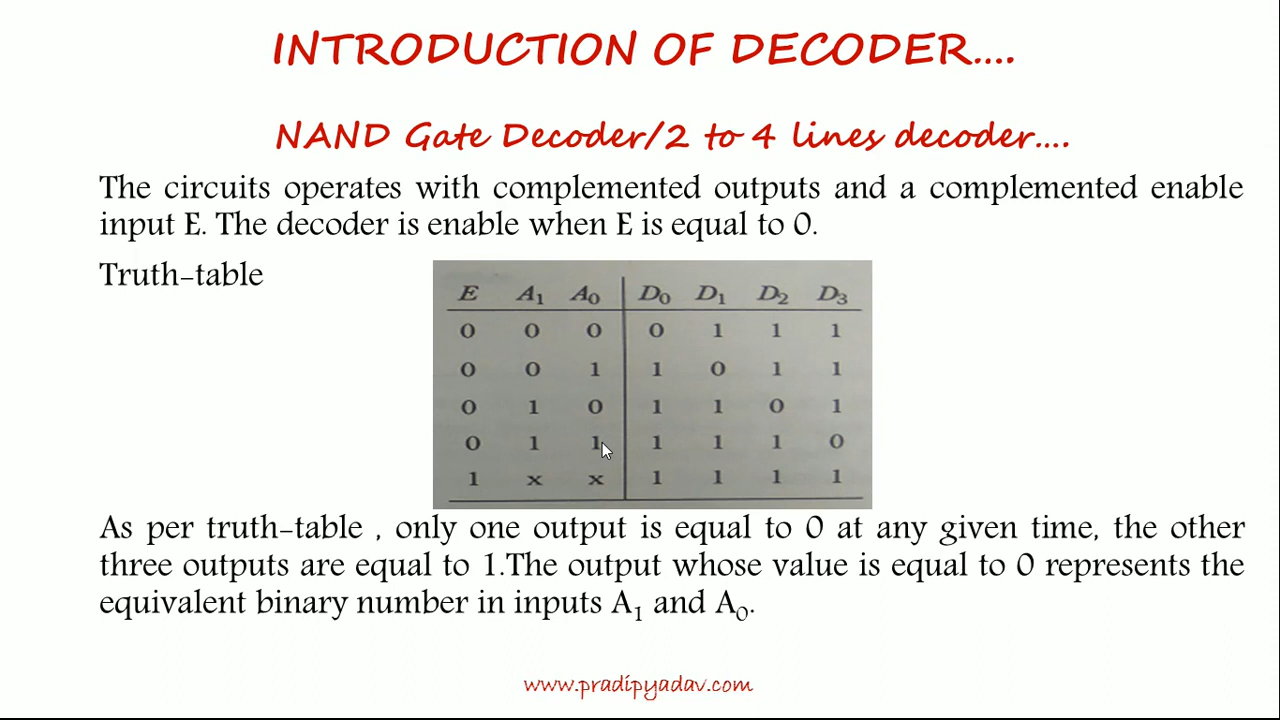 INTRODUCTION OF DECODER....
NAND Gate Decoder/2 to 4 lines decoder....
The circuits operates with complemented outputs and a complemented enable
input E. The decoder is enable when E is equal to 0.
Truth-table
E A₁ A₀ D₀ D₁ D₂ D₃
0 0 0 0 1 1 1
0 0 1 1 0 1 1
0 1 0 1 1 0 1
0 1 1 1 1 1 0
1 x x 1 1 1 1
As per truth-table , only one output is equal to 0 at any given time, the other
three outputs are equal to 1.The output whose value is equal to 0 represents the
equivalent binary number in inputs A₁ and A₀.
www.pradipyadav.com